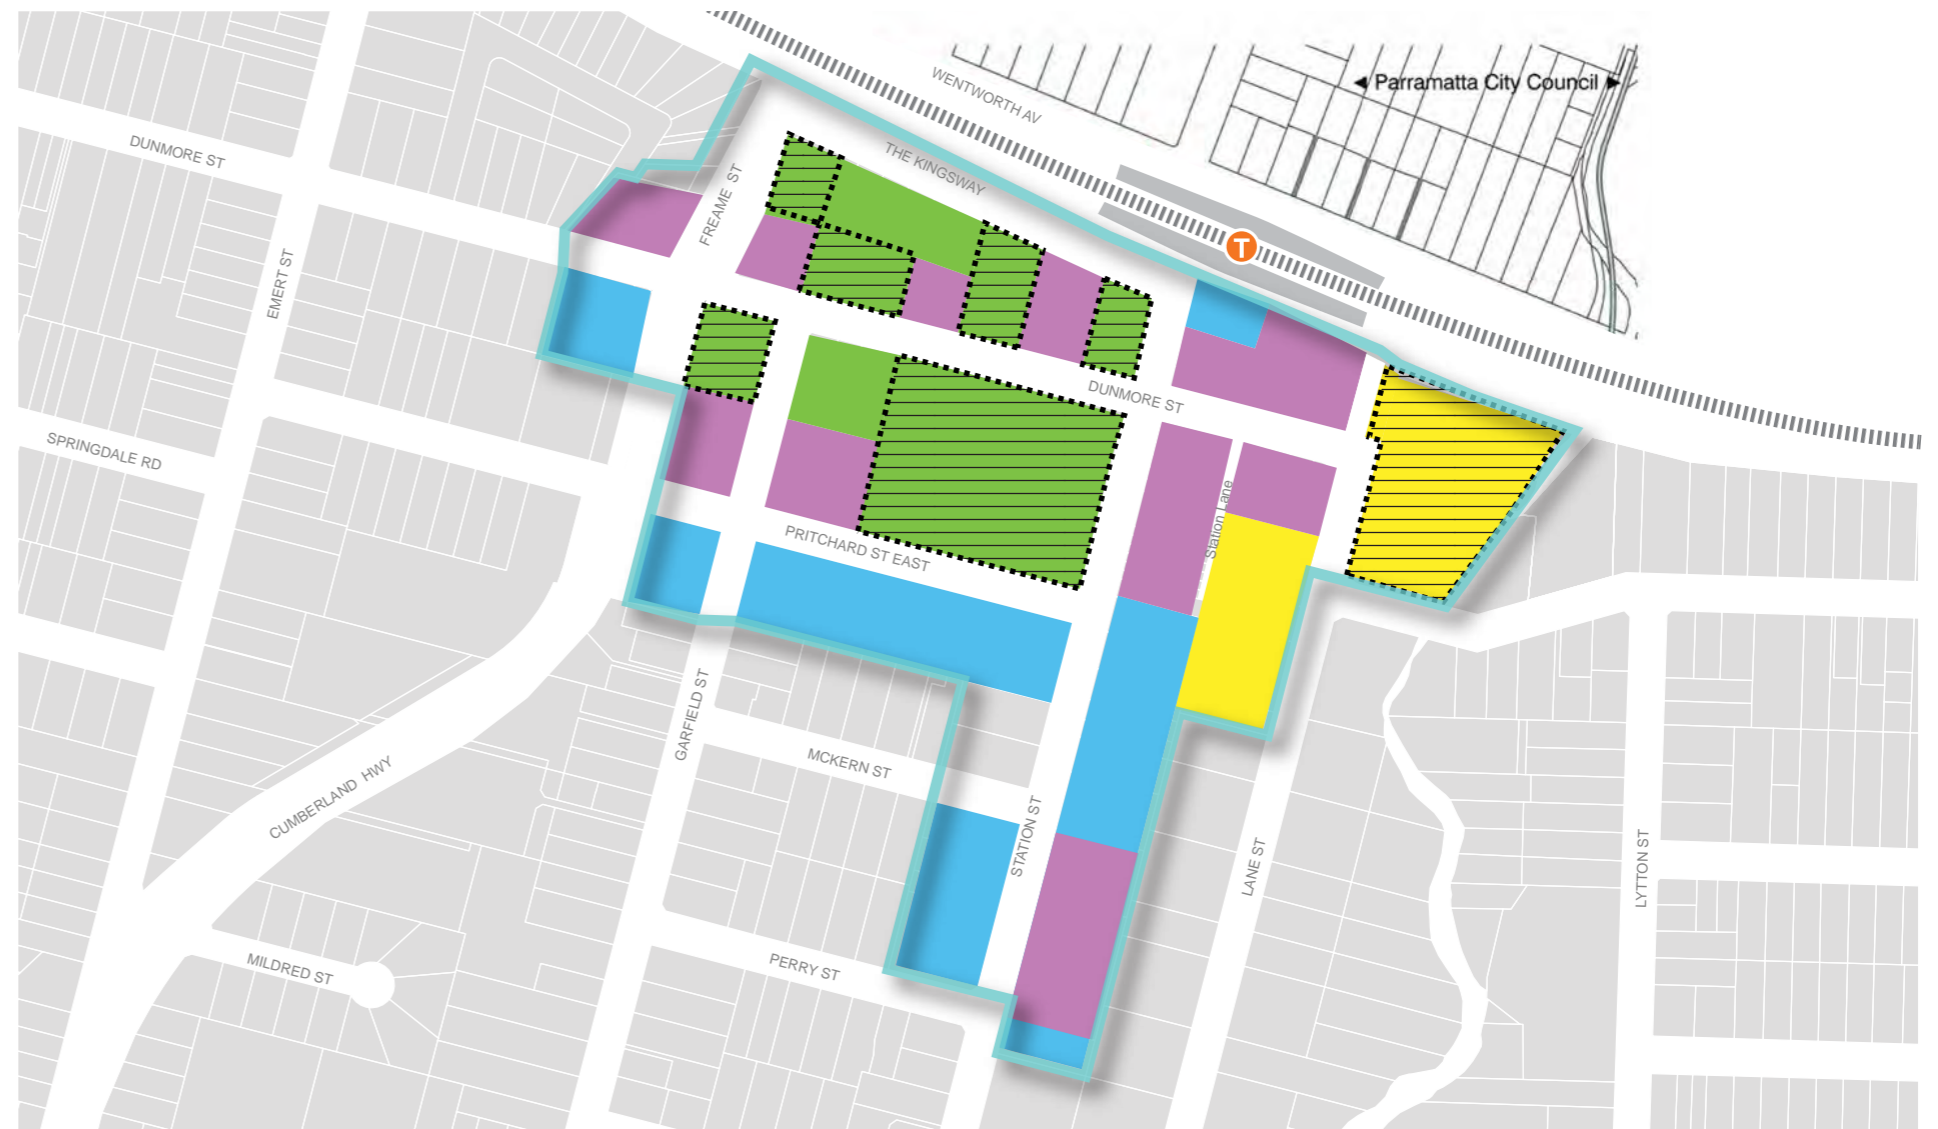 WENTWORTH AV
◄ Parramatta City Council ►
DUNMORE ST
THE KINGSWAY
FREAME ST
T
EMERT ST
DUNMORE ST
SPRINGDALE RD
Station Lane
PRITCHARD ST EAST
GARFIELD ST
MCKERN ST
CUMBERLAND HWY
STATION ST
LANE ST
LYTTON ST
MILDRED ST
PERRY ST